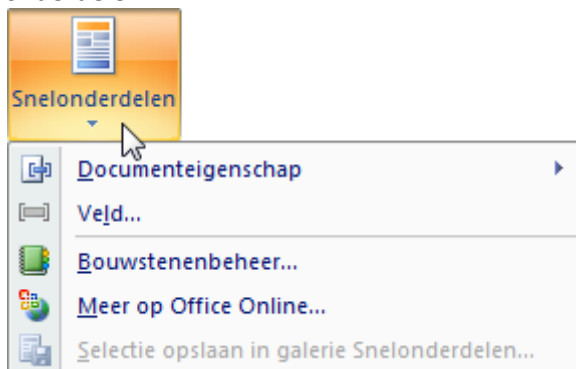 Snelonderdelen
Documenteigenschap
Veld...
Bouwstenenbeheer...
Meer op Office Online...
Selectie opslaan in galerie Snelonderdelen...